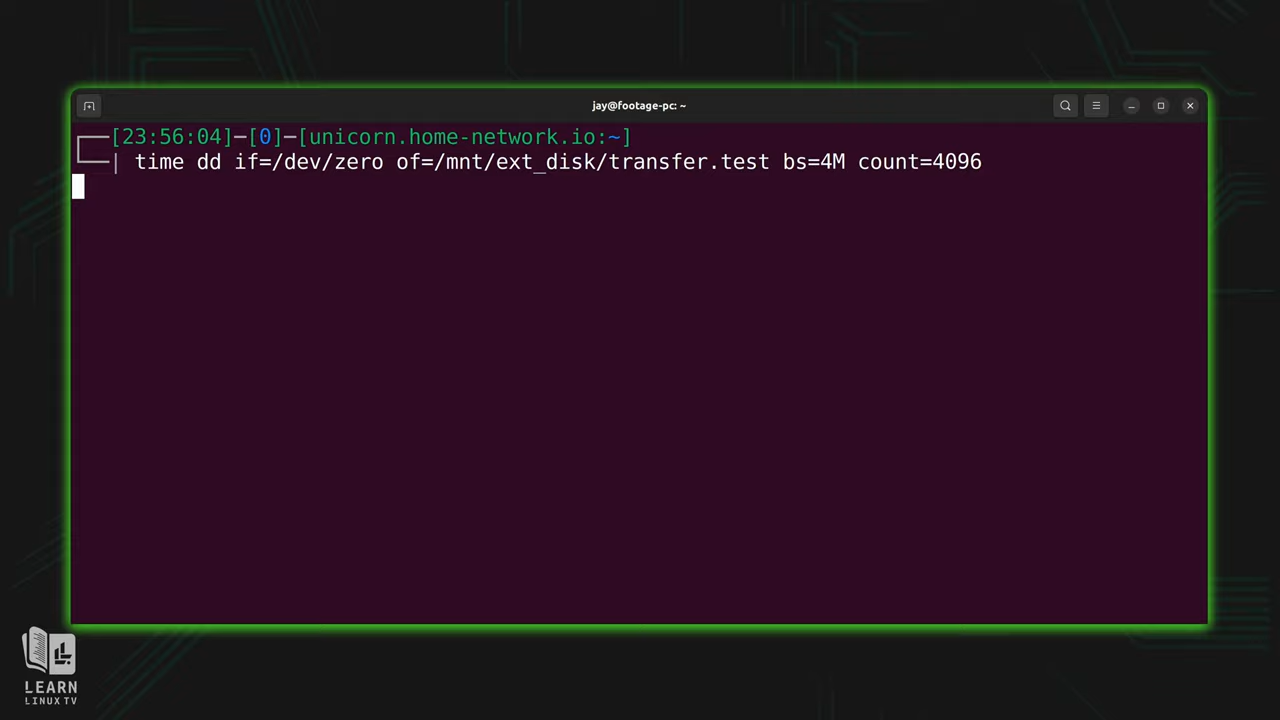 jay@footage-pc: ~
[23:56:04]─[0]─[unicorn.home-network.io:~]
| time dd if=/dev/zero of=/mnt/ext_disk/transfer.test bs=4M count=4096
LEARN
LINUX TV